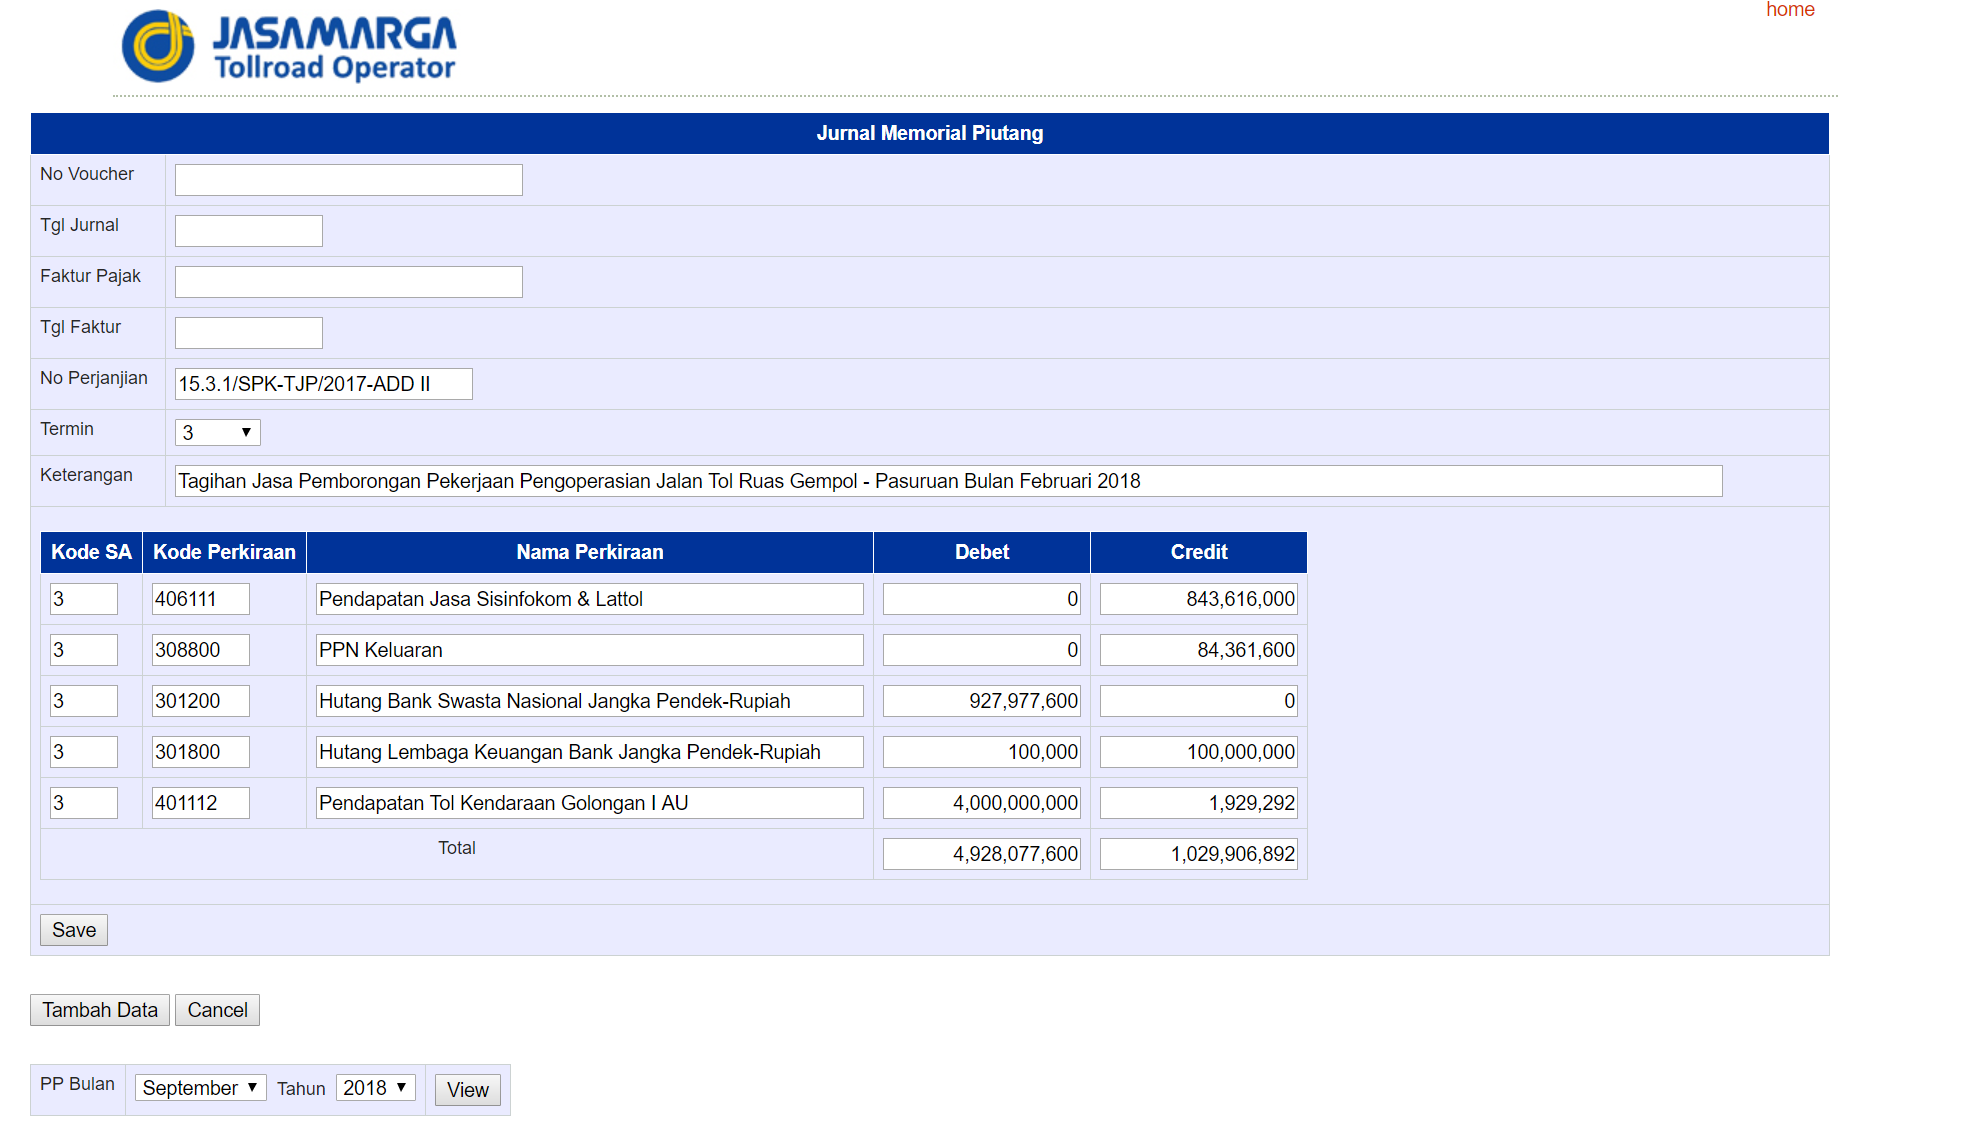 home
JASAMARGA
Tollroad Operator
Jurnal Memorial Piutang
No Voucher
Tgl Jurnal
Faktur Pajak
Tgl Faktur
No Perjanjian 15.3.1/SPK-TJP/2017-ADD II
Termin 3
Keterangan Tagihan Jasa Pemborongan Pekerjaan Pengoperasian Jalan Tol Ruas Gempol - Pasuruan Bulan Februari 2018
Kode SA Kode Perkiraan Nama Perkiraan Debet Credit
3 406111 Pendapatan Jasa Sisinfokom & Lattol 0 843,616,000
3 308800 PPN Keluaran 0 84,361,600
3 301200 Hutang Bank Swasta Nasional Jangka Pendek-Rupiah 927,977,600 0
3 301800 Hutang Lembaga Keuangan Bank Jangka Pendek-Rupiah 100,000 100,000,000
3 401112 Pendapatan Tol Kendaraan Golongan I AU 4,000,000,000 1,929,292
Total 4,928,077,600 1,029,906,892
Save
Tambah Data Cancel
PP Bulan September Tahun 2018 View